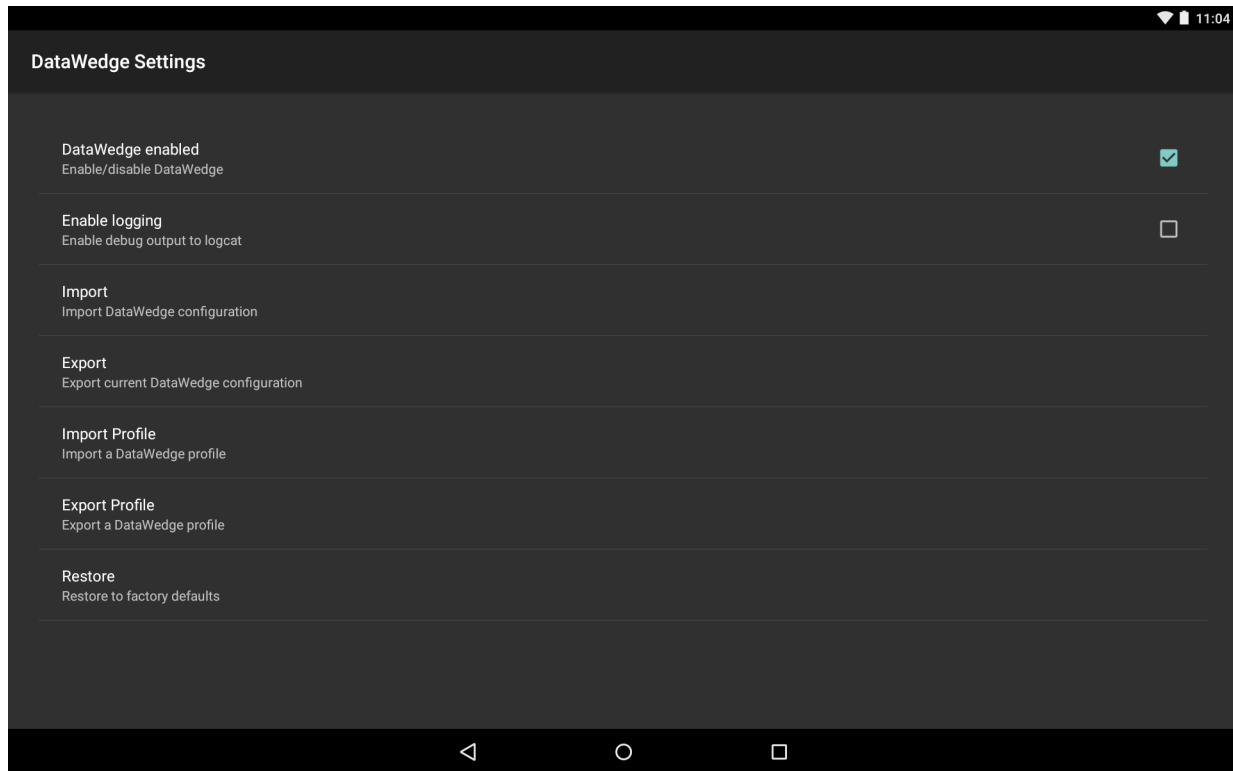 11:04
DataWedge Settings
DataWedge enabled
Enable/disable DataWedge
Enable logging
Enable debug output to logcat
Import
Import DataWedge configuration
Export
Export current DataWedge configuration
Import Profile
Import a DataWedge profile
Export Profile
Export a DataWedge profile
Restore
Restore to factory defaults